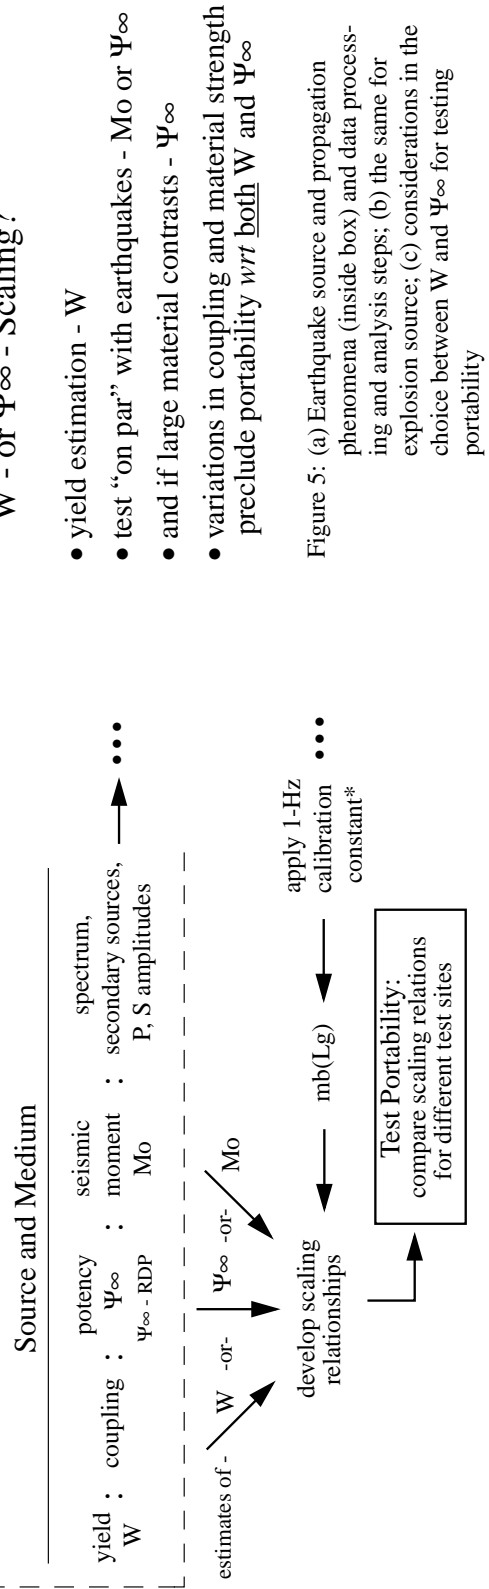 Source and Medium
yield : coupling : potency : seismic : spectrum,
W Ψ∞ moment secondary sources, •••
Ψ∞ - RDP Mo P, S amplitudes
estimates of - W -or- Ψ∞ -or- Mo
develop scaling
relationships
mb(Lg)
apply 1-Hz
calibration •••
constant*
Test Portability:
compare scaling relations
for different test sites
W - or Ψ∞ - Scaling?
• yield estimation - W
• test “on par” with earthquakes - Mo or Ψ∞
• and if large material contrasts - Ψ∞
• variations in coupling and material strength
preclude portability wrt both W and Ψ∞
Figure 5: (a) Earthquake source and propagation
phenomena (inside box) and data process-
ing and analysis steps; (b) the same for
explosion source; (c) considerations in the
choice between W and Ψ∞ for testing
portability